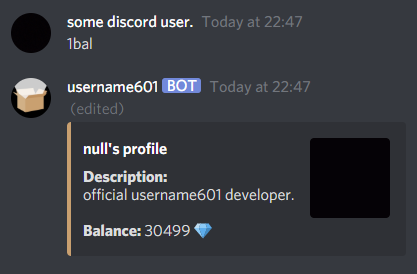 some discord user. Today at 22:47
1bal
username601 BOT Today at 22:47
(edited)
null's profile
Description:
official username601 developer.
Balance: 30499 💎